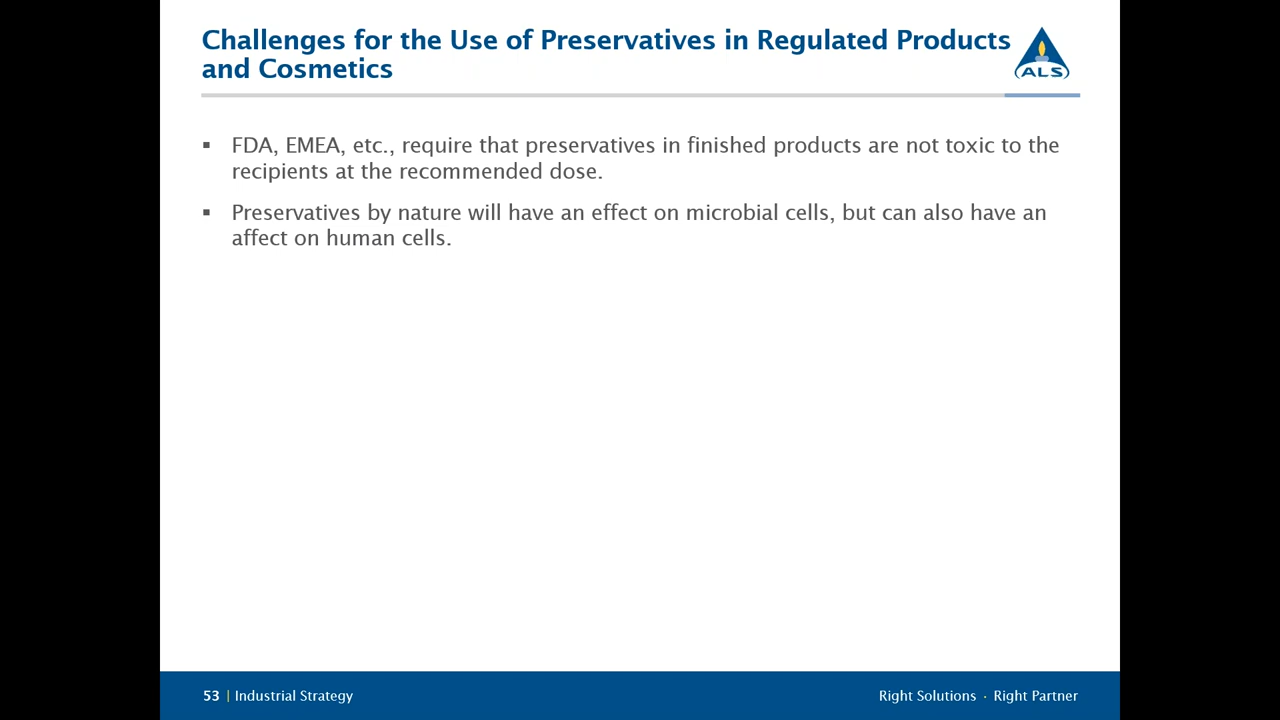 Challenges for the Use of Preservatives in Regulated Products
and Cosmetics
ALS
▪ FDA, EMEA, etc., require that preservatives in finished products are not toxic to the
recipients at the recommended dose.
▪ Preservatives by nature will have an effect on microbial cells, but can also have an
affect on human cells.
53 | Industrial Strategy
Right Solutions · Right Partner